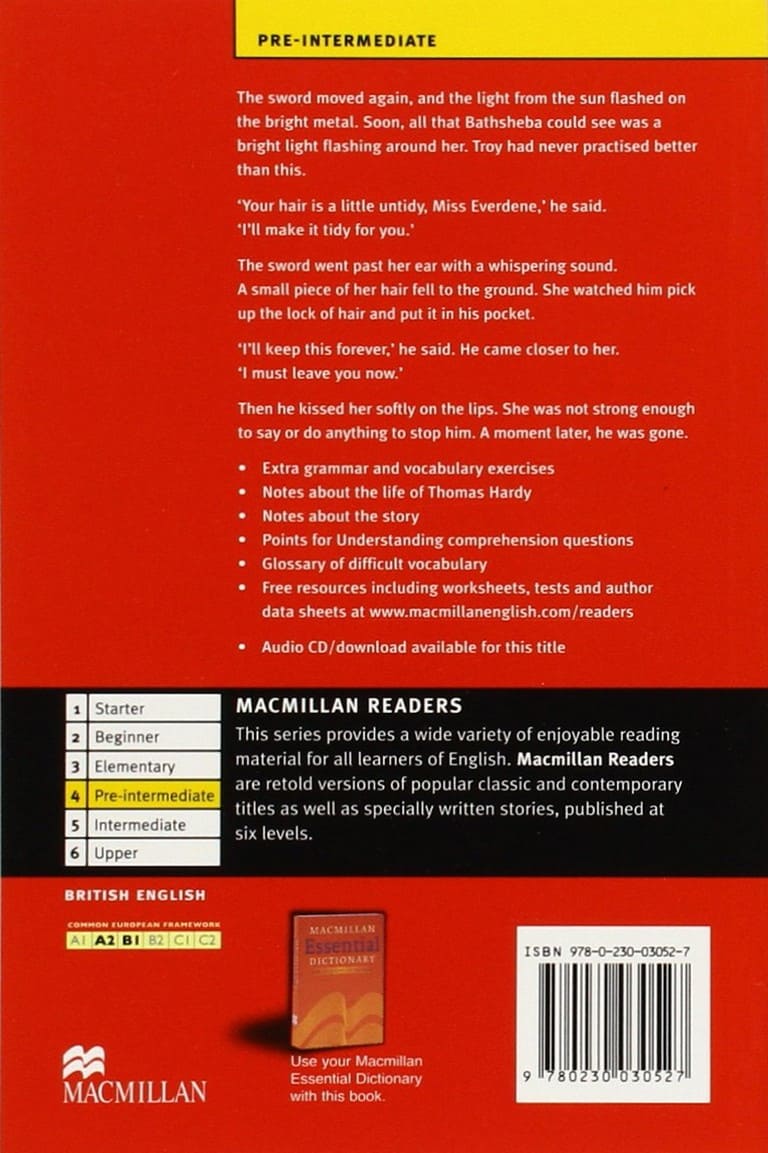 PRE-INTERMEDIATE
The sword moved again, and the light from the sun flashed on
the bright metal. Soon, all that Bathsheba could see was a
bright light flashing around her. Troy had never practised better
than this.
‘Your hair is a little untidy, Miss Everdene,’ he said.
‘I’ll make it tidy for you.’
The sword went past her ear with a whispering sound.
A small piece of her hair fell to the ground. She watched him pick
up the lock of hair and put it in his pocket.
‘I’ll keep this forever,’ he said. He came closer to her.
‘I must leave you now.’
Then he kissed her softly on the lips. She was not strong enough
to say or do anything to stop him. A moment later, he was gone.
• Extra grammar and vocabulary exercises
• Notes about the life of Thomas Hardy
• Notes about the story
• Points for Understanding comprehension questions
• Glossary of difficult vocabulary
• Free resources including worksheets, tests and author
data sheets at www.macmillanenglish.com/readers
• Audio CD/download available for this title
1 Starter
2 Beginner
3 Elementary
4 Pre-intermediate
5 Intermediate
6 Upper
MACMILLAN READERS
This series provides a wide variety of enjoyable reading
material for all learners of English. Macmillan Readers
are retold versions of popular classic and contemporary
titles as well as specially written stories, published at
six levels.
BRITISH ENGLISH
COMMON EUROPEAN FRAMEWORK
A1 A2 B1 B2 C1 C2
MACMILLAN
Essential
DICTIONARY
Use your Macmillan
Essential Dictionary
with this book.
MACMILLAN
ISBN 978-0-230-03052-7
9 780230 030527